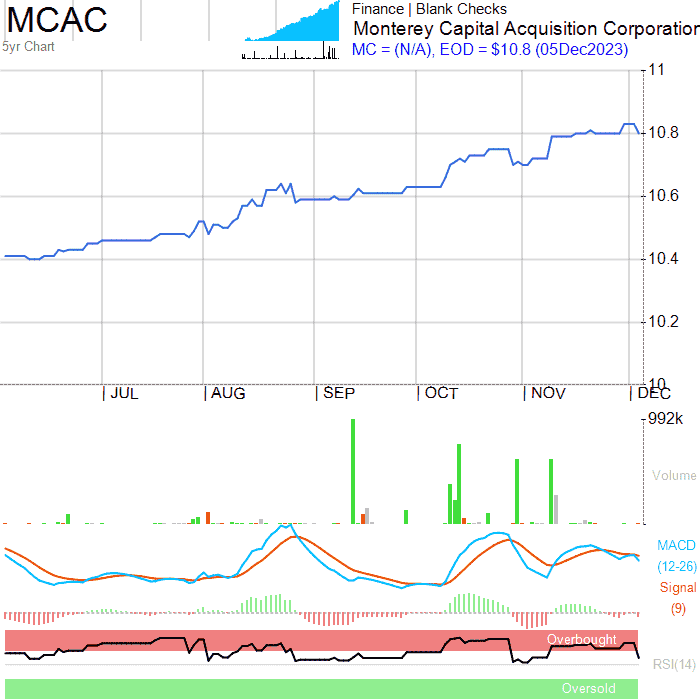 MCAC
5yr Chart
Finance | Blank Checks
Monterey Capital Acquisition Corporation
MC = (N/A), EOD = $10.8 (05Dec2023)
11
10.8
10.6
10.4
10.2
10
| JUL | AUG | SEP | OCT | NOV | DEC
992k
Volume
MACD
(12-26)
Signal
(9)
Overbought
RSI(14)
Oversold